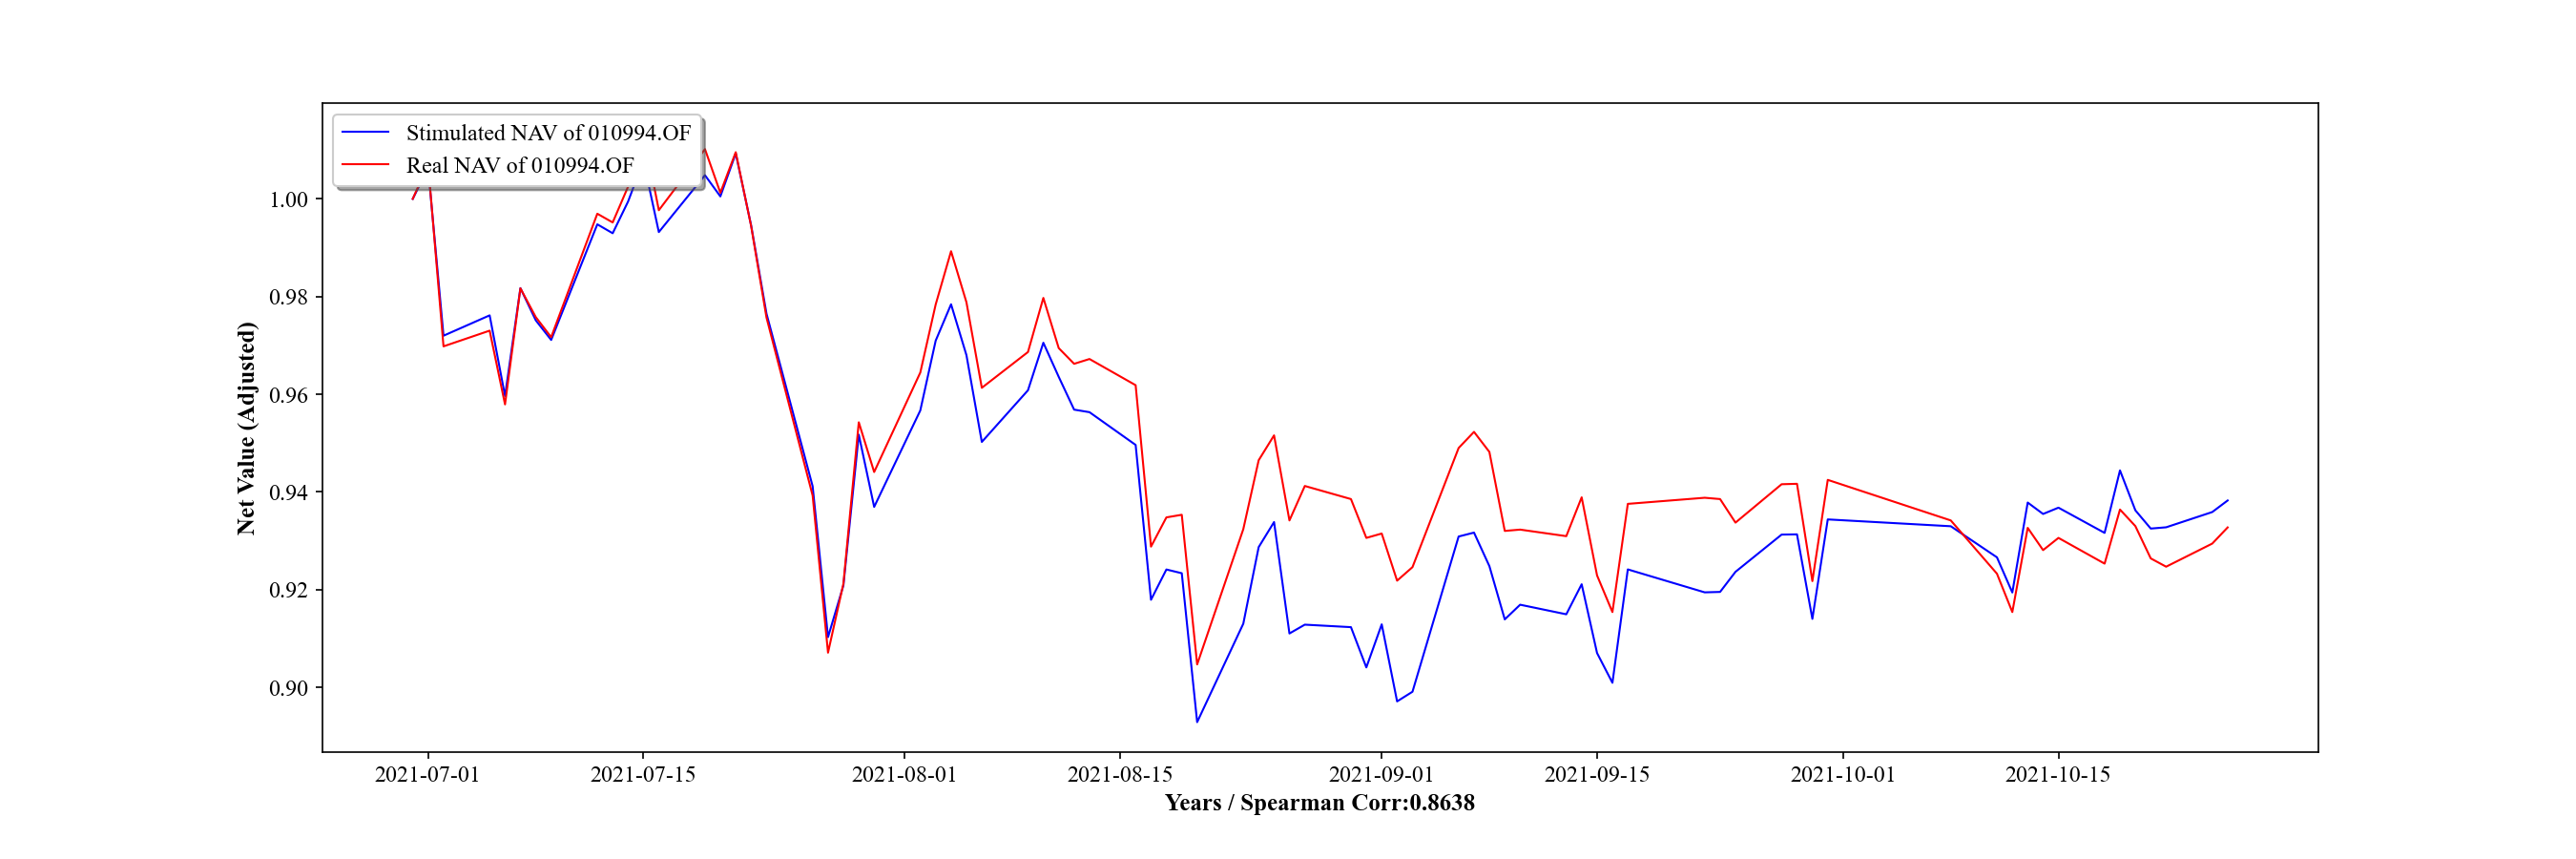 Stimulated NAV of 010994.OF
Real NAV of 010994.OF
Net Value (Adjusted)
1.00
0.98
0.96
0.94
0.92
0.90
2021-07-01 2021-07-15 2021-08-01 2021-08-15 2021-09-01 2021-09-15 2021-10-01 2021-10-15
Years / Spearman Corr:0.8638